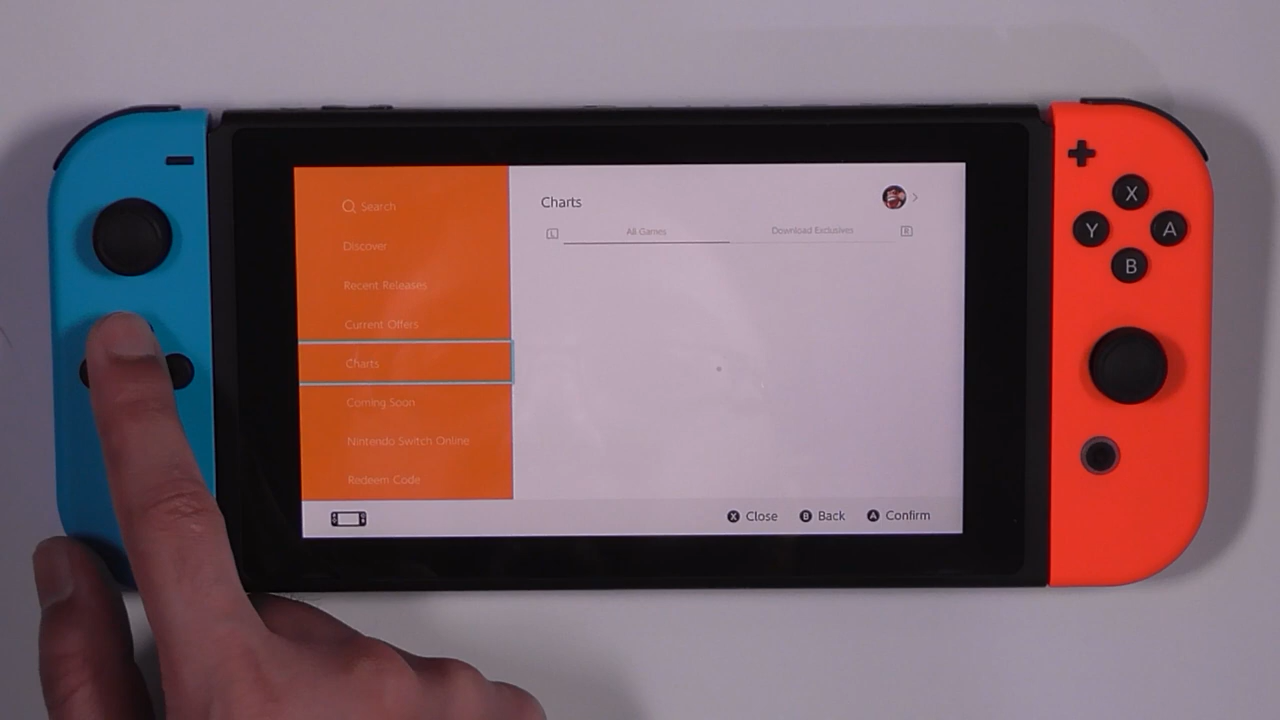 Search
Discover
Recent Releases
Current Offers
Charts
Coming Soon
Nintendo Switch Online
Redeem Code
Charts
L All Games Download Exclusives R
X Close B Back A Confirm
X
Y A
B